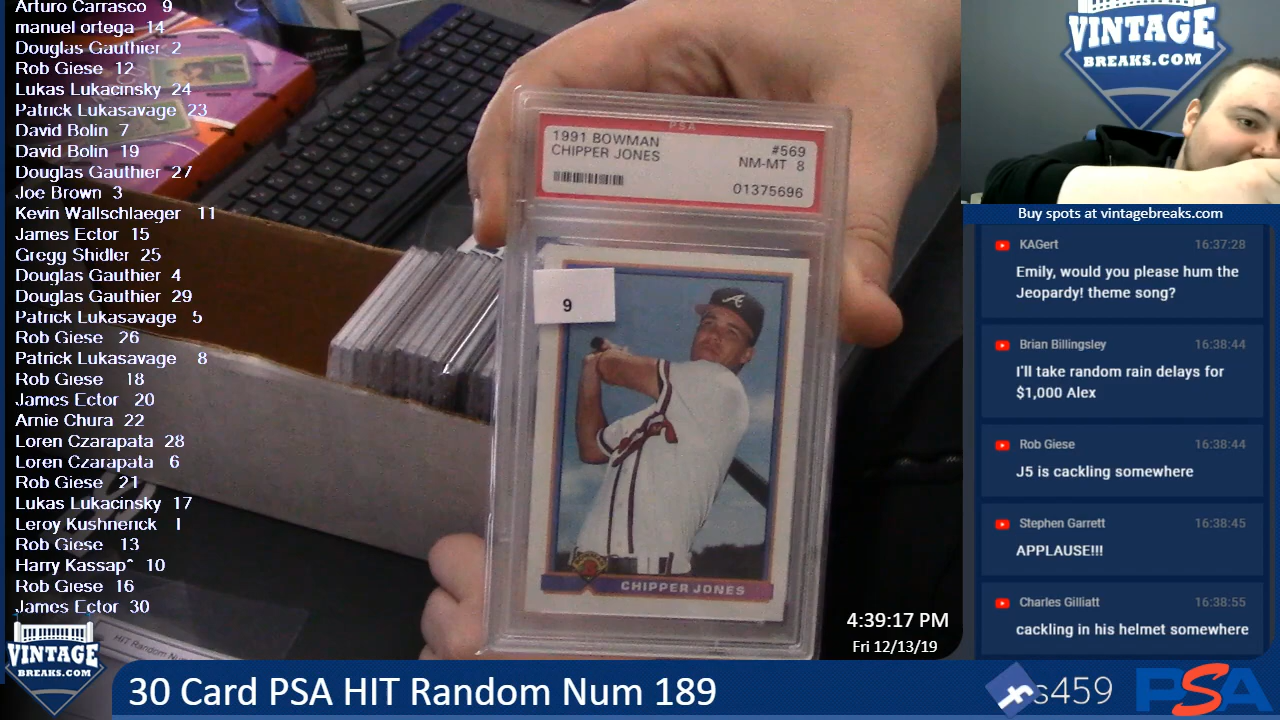 Arturo Carrasco 9
manuel ortega 14
Douglas Gauthier 2
Rob Giese 12
Lukas Lukacinsky 24
Patrick Lukasavage 23
David Bolin 7
David Bolin 19
Douglas Gauthier 27
Joe Brown 3
Kevin Wallschlaeger 11
James Ector 15
Gregg Shidler 25
Douglas Gauthier 4
Douglas Gauthier 29
Patrick Lukasavage 5
Rob Giese 26
Patrick Lukasavage 8
Rob Giese 18
James Ector 20
Arnie Chura 22
Loren Czarapata 28
Loren Czarapata 6
Rob Giese 21
Lukas Lukacinsky 17
Leroy Kushnerick 1
Rob Giese 13
Harry Kassap^ 10
Rob Giese 16
James Ector 30
HIT Random
VINTAGE
BREAKS.COM
PSA
1991 BOWMAN #569
CHIPPER JONES NM-MT 8
01375696
9
CHIPPER JONES
4:39:17 PM
Fri 12/13/19
VINTAGE
BREAKS.COM
Buy spots at vintagebreaks.com
KAGert 16:37:28
Emily, would you please hum the
Jeopardy! theme song?
Brian Billingsley 16:38:44
I'll take random rain delays for
$1,000 Alex
Rob Giese 16:38:44
J5 is cackling somewhere
Stephen Garrett 16:38:45
APPLAUSE!!!
Charles Gilliatt 16:38:55
cackling in his helmet somewhere
30 Card PSA HIT Random Num 189
s459
PSA